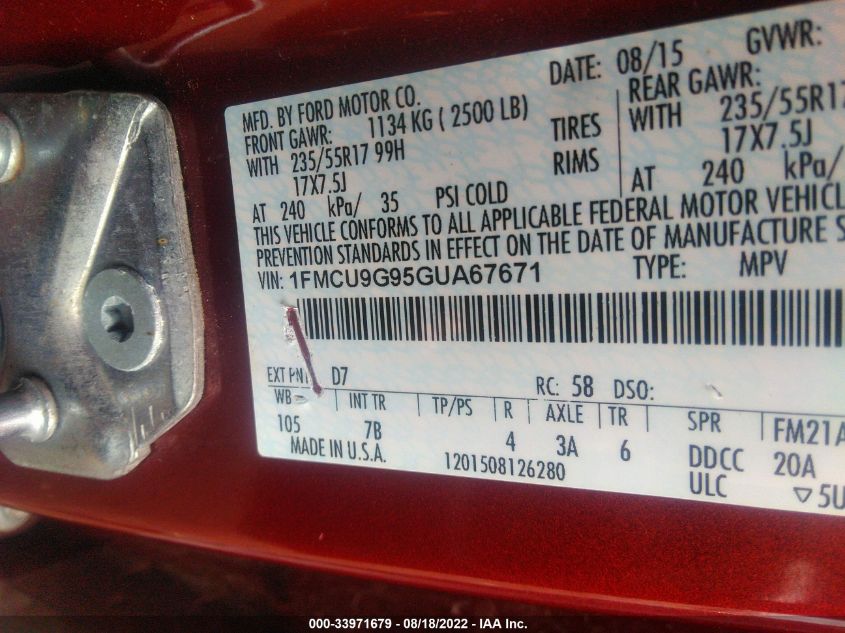 MFD. BY FORD MOTOR CO. DATE: 08/15 GVWR:
FRONT GAWR: 1134 KG ( 2500 LB) REAR GAWR:
WITH 235/55R17 99H TIRES WITH 235/55R17
17X7.5J RIMS 17X7.5J
AT 240 kPa/ 35 PSI COLD AT 240 kPa/
THIS VEHICLE CONFORMS TO ALL APPLICABLE FEDERAL MOTOR VEHICL
PREVENTION STANDARDS IN EFFECT ON THE DATE OF MANUFACTURE S
VIN: 1FMCU9G95GUA67671 TYPE: MPV
EXT PNT D7 RC: 58 DSO:
WB INT TR TP/PS R AXLE TR SPR FM21A
105 7B 4 3A 6 DDCC 20A
MADE IN U.S.A. 1201508126280 ULC ▽5U
000-33971679 - 08/18/2022 - IAA Inc.